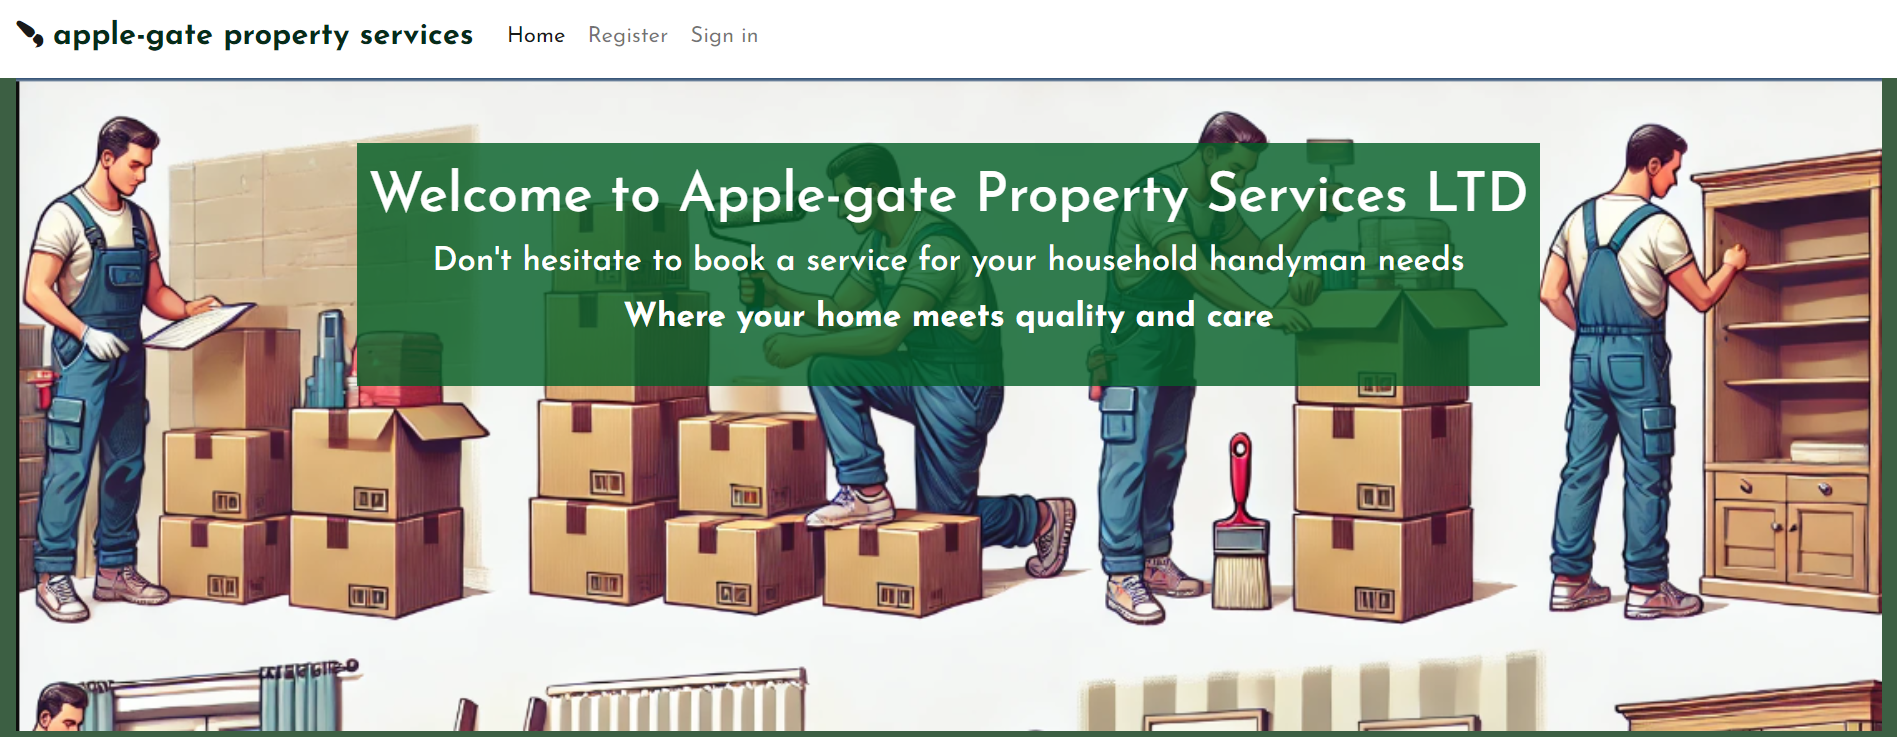 apple-gate property services Home Register Sign in
Welcome to Apple-gate Property Services LTD
Don't hesitate to book a service for your household handyman needs
Where your home meets quality and care